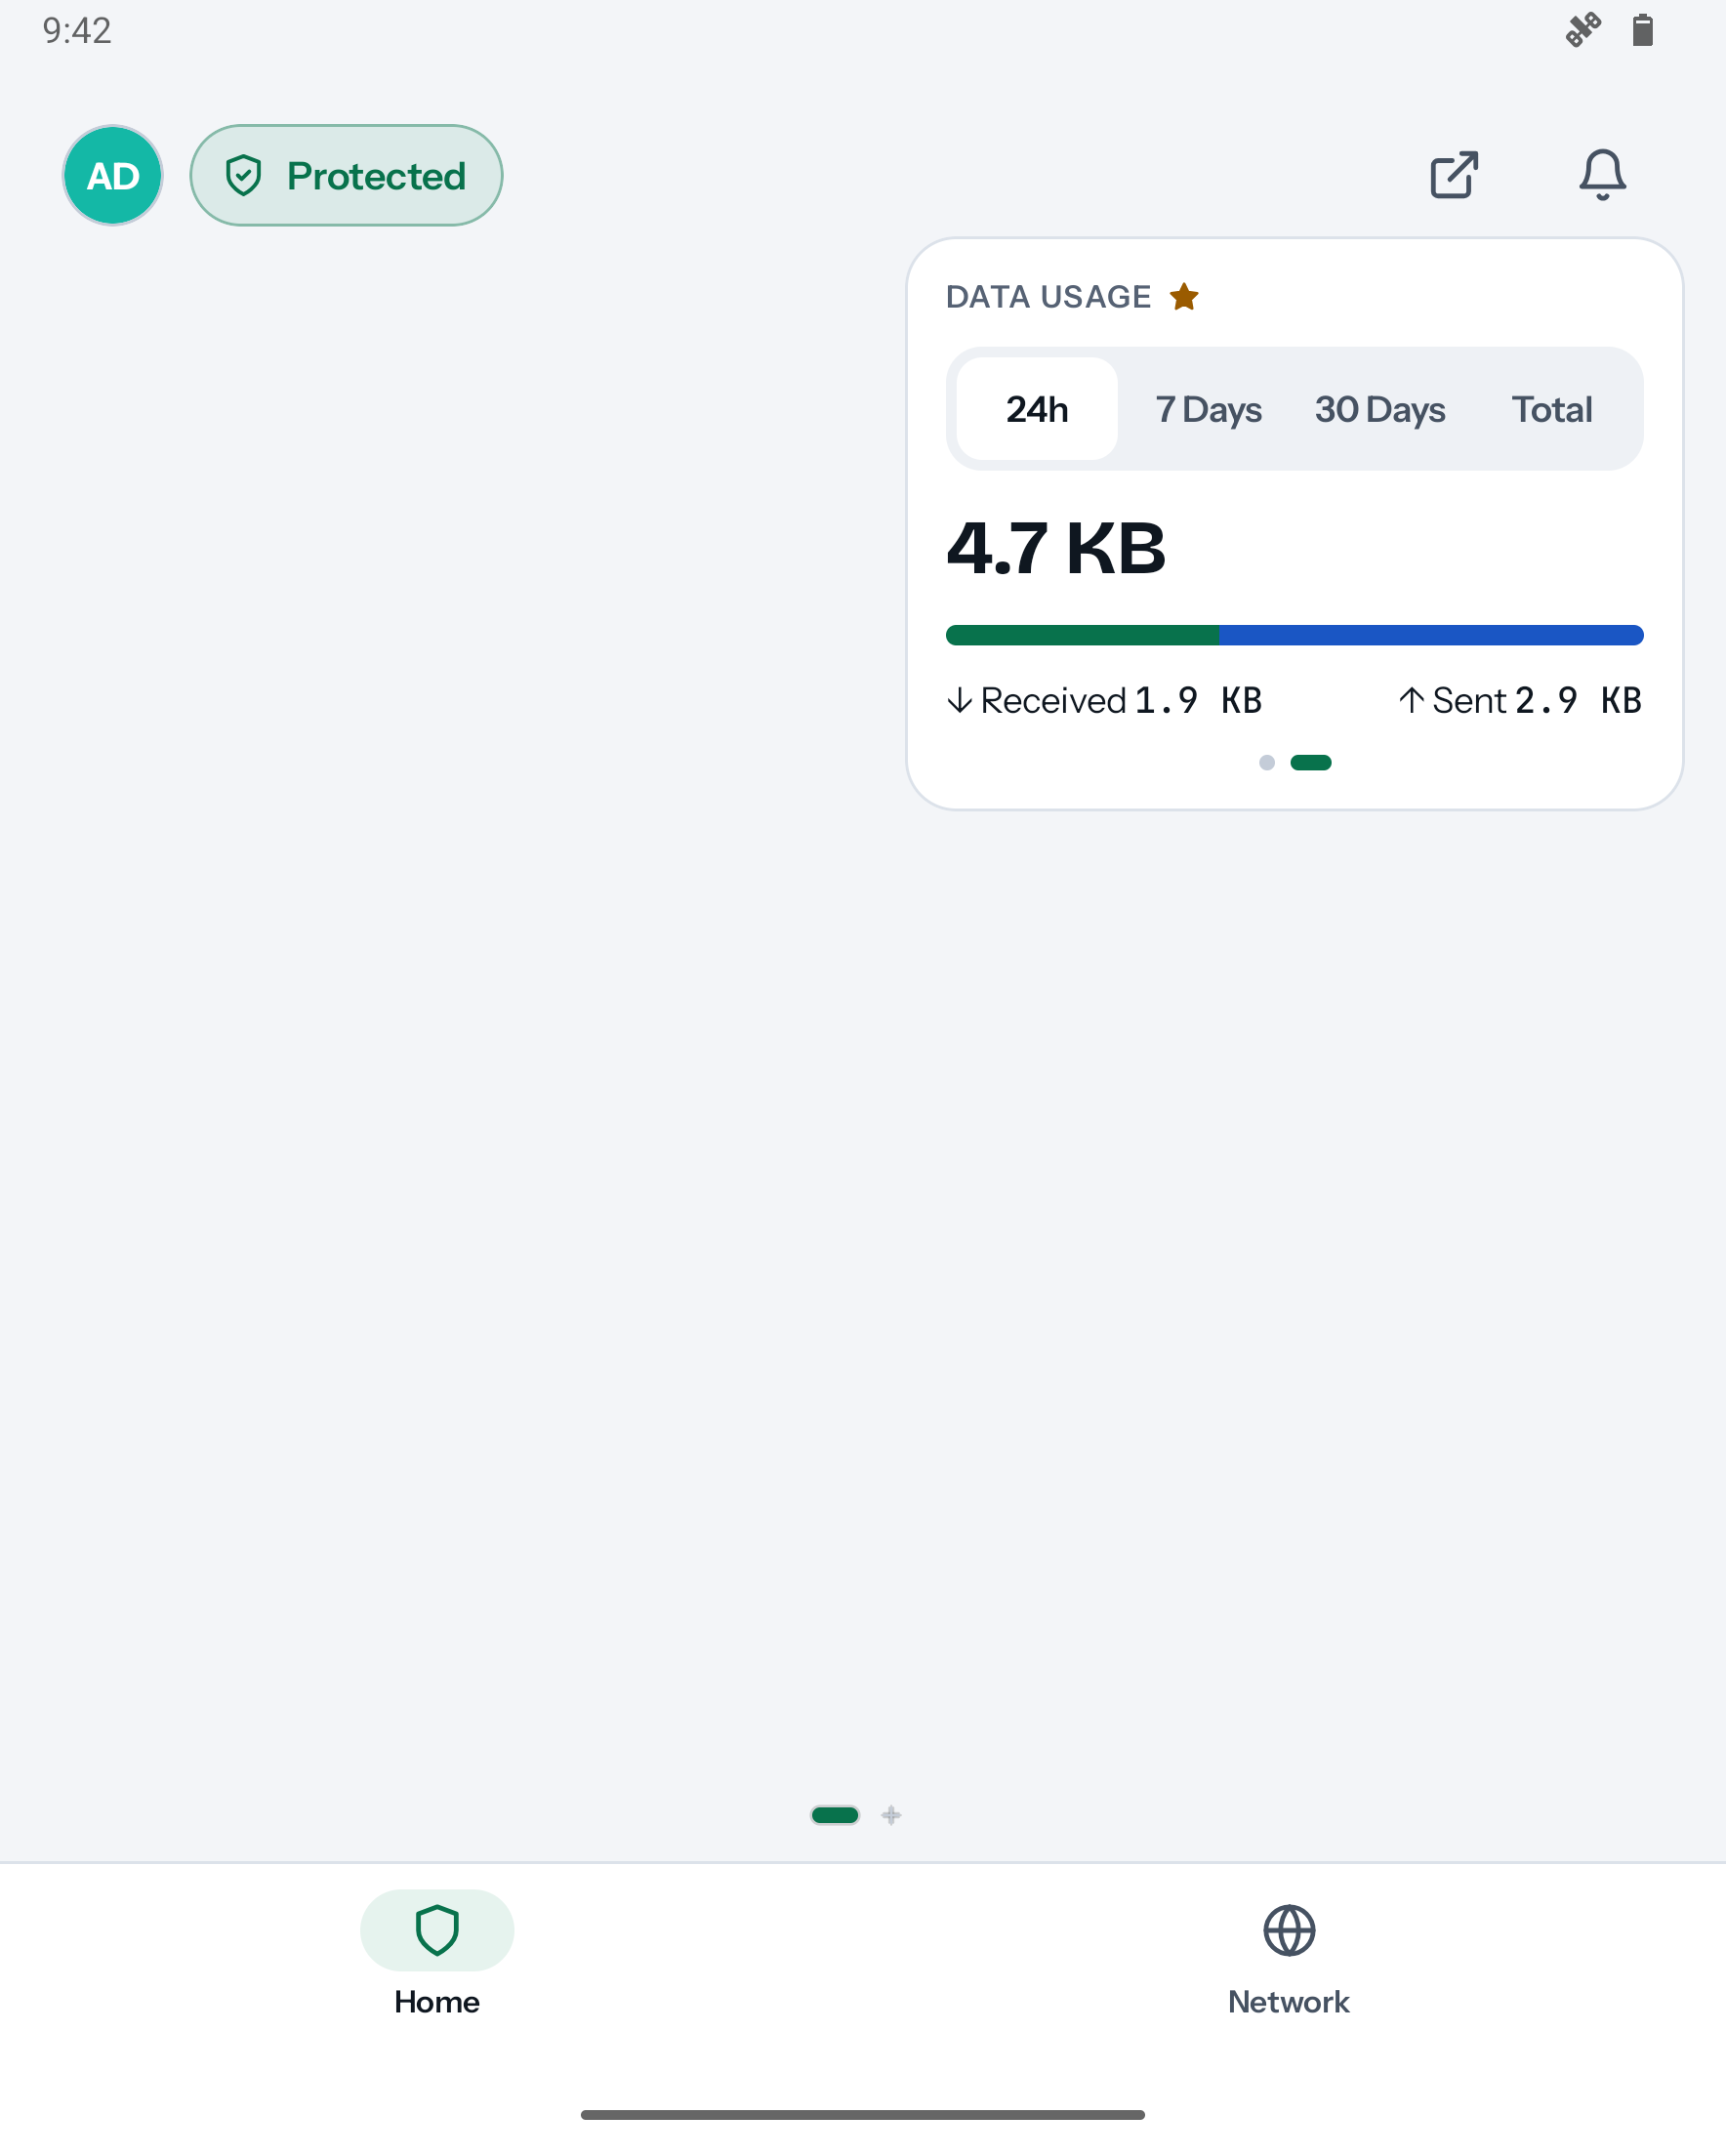 9:42
AD Protected
DATA USAGE
24h 7 Days 30 Days Total
4.7 KB
↓ Received 1.9 KB ↑ Sent 2.9 KB
Home Network